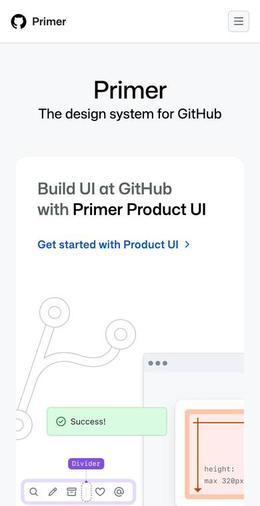 Primer
Primer
The design system for GitHub
Build UI at GitHub
with Primer Product UI
Get started with Product UI
Success!
Divider
height:
max 320px